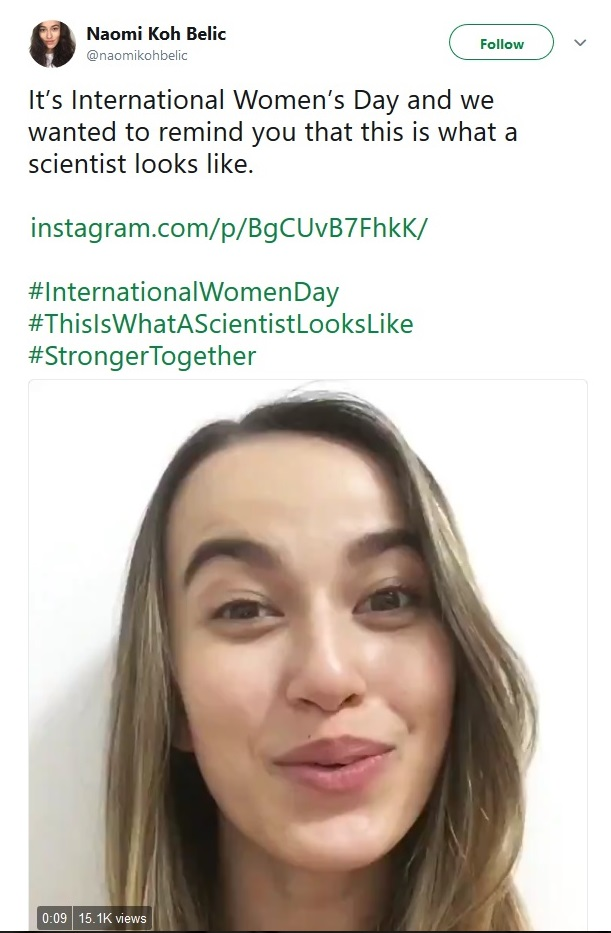 Naomi Koh Belic
@naomikohbelic
Follow
It’s International Women’s Day and we
wanted to remind you that this is what a
scientist looks like.
instagram.com/p/BgCUvB7FhkK/
#InternationalWomenDay
#ThisIsWhatAScientistLooksLike
#StrongerTogether
0:09 15.1K views